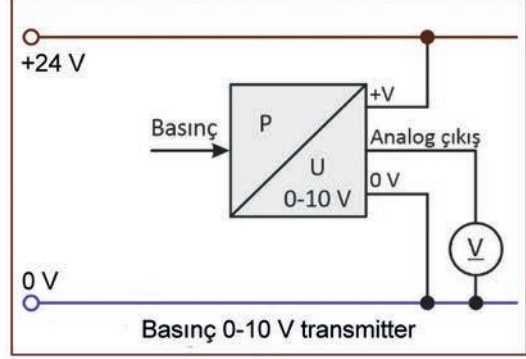 +24 V
+V
Basınç
P
Analog çıkış
U
0-10 V
0 V
V
0 V
Basınç 0-10 V transmitter